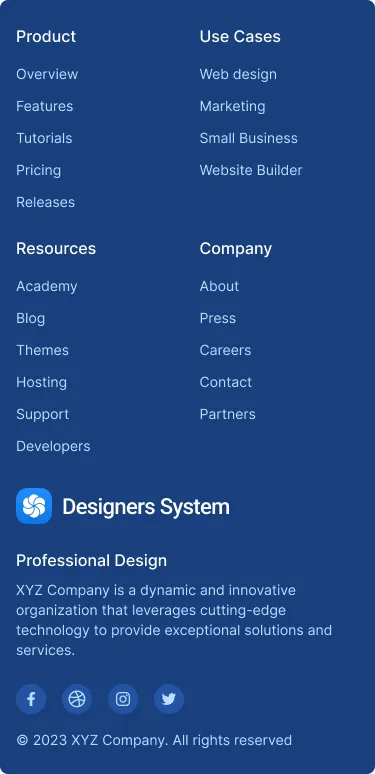 Product
Overview
Features
Tutorials
Pricing
Releases
Use Cases
Web design
Marketing
Small Business
Website Builder
Resources
Academy
Blog
Themes
Hosting
Support
Developers
Company
About
Press
Careers
Contact
Partners
Designers System
Professional Design
XYZ Company is a dynamic and innovative
organization that leverages cutting-edge
technology to provide exceptional solutions and
services.
© 2023 XYZ Company. All rights reserved